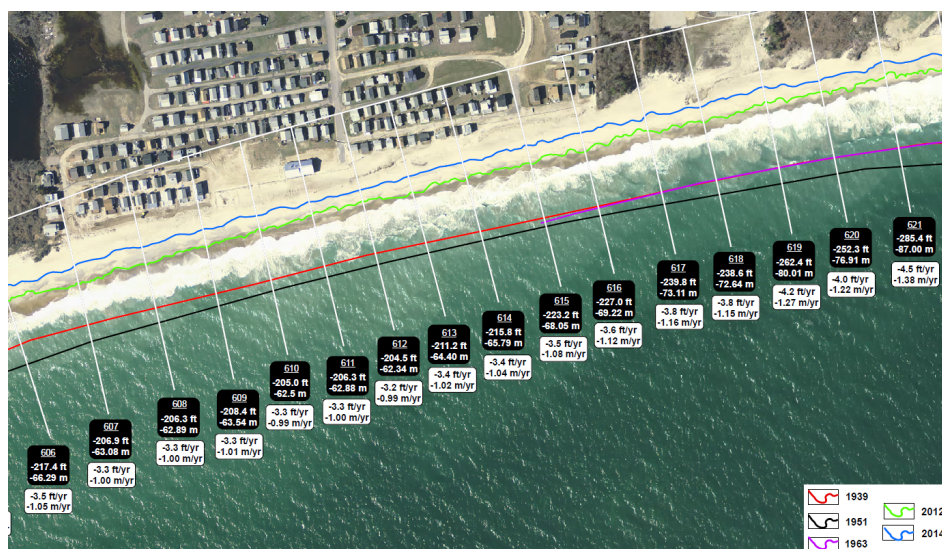 606
-217.4 ft
-66.29 m
-3.5 ft/yr
-1.05 m/yr
607
-206.9 ft
-63.08 m
-3.3 ft/yr
-1.00 m/yr
608
-206.3 ft
-62.89 m
-3.3 ft/yr
-1.00 m/yr
609
-208.4 ft
-63.54 m
-3.3 ft/yr
-1.01 m/yr
610
-205.0 ft
-62.5 m
-3.3 ft/yr
-0.99 m/yr
611
-206.3 ft
-62.88 m
-3.3 ft/yr
-1.00 m/yr
612
-204.5 ft
-62.34 m
-3.2 ft/yr
-0.99 m/yr
613
-211.2 ft
-64.40 m
-3.4 ft/yr
-1.02 m/yr
614
-215.8 ft
-65.79 m
-3.4 ft/yr
-1.04 m/yr
615
-223.2 ft
-68.05 m
-3.5 ft/yr
-1.08 m/yr
616
-227.0 ft
-69.22 m
-3.6 ft/yr
-1.12 m/yr
617
-239.8 ft
-73.11 m
-3.8 ft/yr
-1.16 m/yr
618
-238.6 ft
-72.64 m
-3.8 ft/yr
-1.15 m/yr
619
-262.4 ft
-80.01 m
-4.2 ft/yr
-1.27 m/yr
620
-252.3 ft
-76.91 m
-4.0 ft/yr
-1.22 m/yr
621
-285.4 ft
-87.00 m
-4.5 ft/yr
-1.38 m/yr
1939
1951
1963
2012
2014